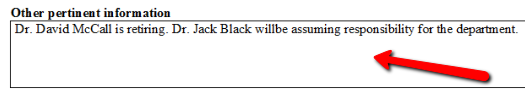 Other pertinent information
Dr. David McCall is retiring. Dr. Jack Black willbe assuming responsibility for the department.